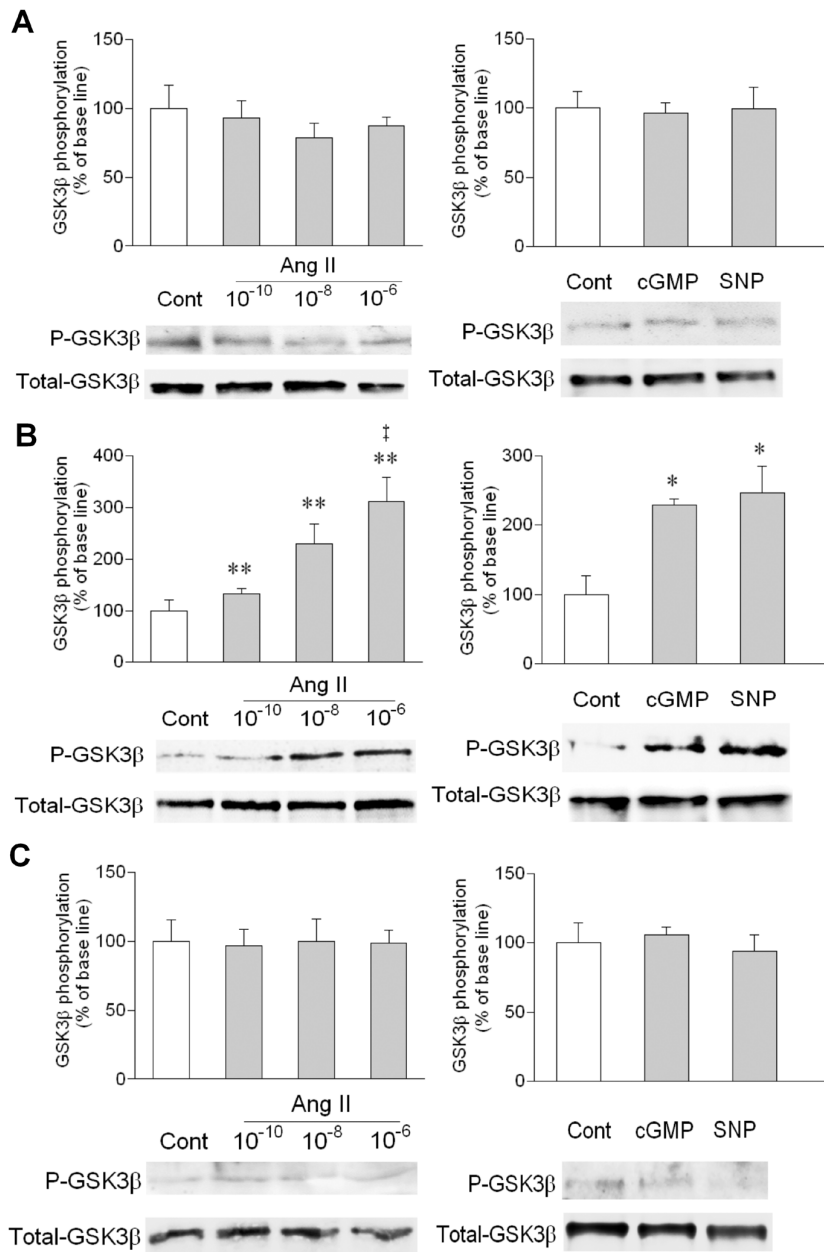 A
GSK3β phosphorylation
(% of base line)
150
100
50
0
Ang II
Cont 10⁻¹⁰ 10⁻⁸ 10⁻⁶
P-GSK3β
Total-GSK3β
GSK3β phosphorylation
(% of base line)
150
100
50
0
Cont cGMP SNP
P-GSK3β
Total-GSK3β
B
GSK3β phosphorylation
(% of base line)
400
300
200
100
0
**
**
‡
**
Ang II
Cont 10⁻¹⁰ 10⁻⁸ 10⁻⁶
P-GSK3β
Total-GSK3β
GSK3β phosphorylation
(% of base line)
300
200
100
0
*
*
Cont cGMP SNP
P-GSK3β
Total-GSK3β
C
GSK3β phosphorylation
(% of base line)
150
100
50
0
Ang II
Cont 10⁻¹⁰ 10⁻⁸ 10⁻⁶
P-GSK3β
Total-GSK3β
GSK3β phosphorylation
(% of base line)
150
100
50
0
Cont cGMP SNP
P-GSK3β
Total-GSK3β